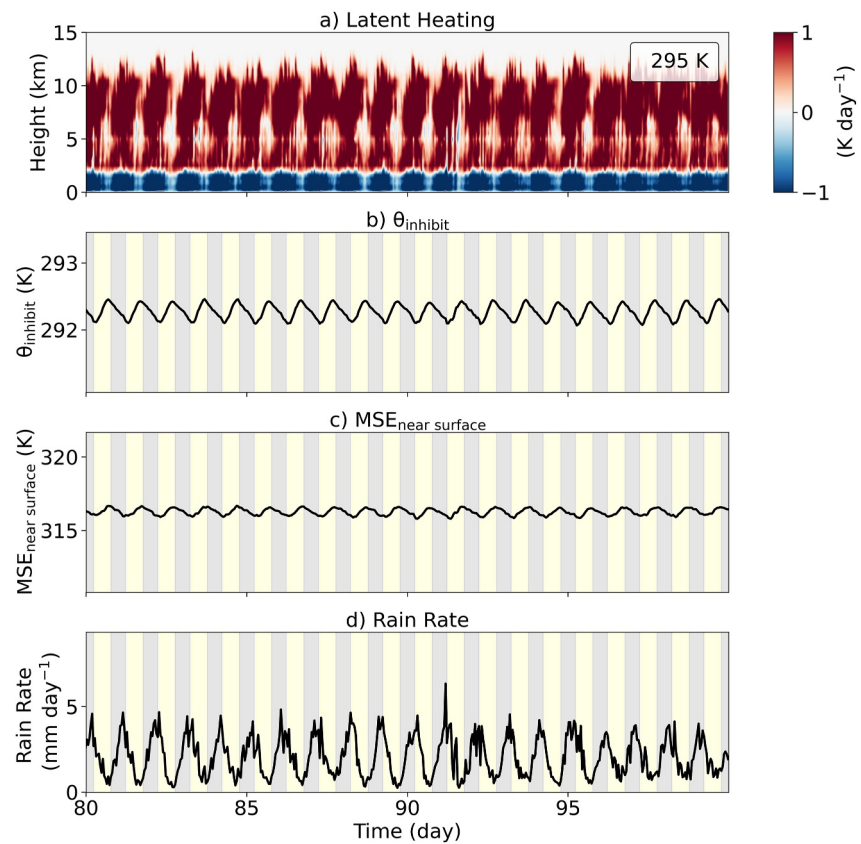 a) Latent Heating
15
10
5
0
Height (km)
295 K
1
0
−1
(K day⁻¹)
b) θinhibit
293
292
θinhibit (K)
c) MSEnear surface
320
315
MSEnear surface (K)
d) Rain Rate
5
0
Rain Rate
(mm day⁻¹)
80
85
90
95
Time (day)